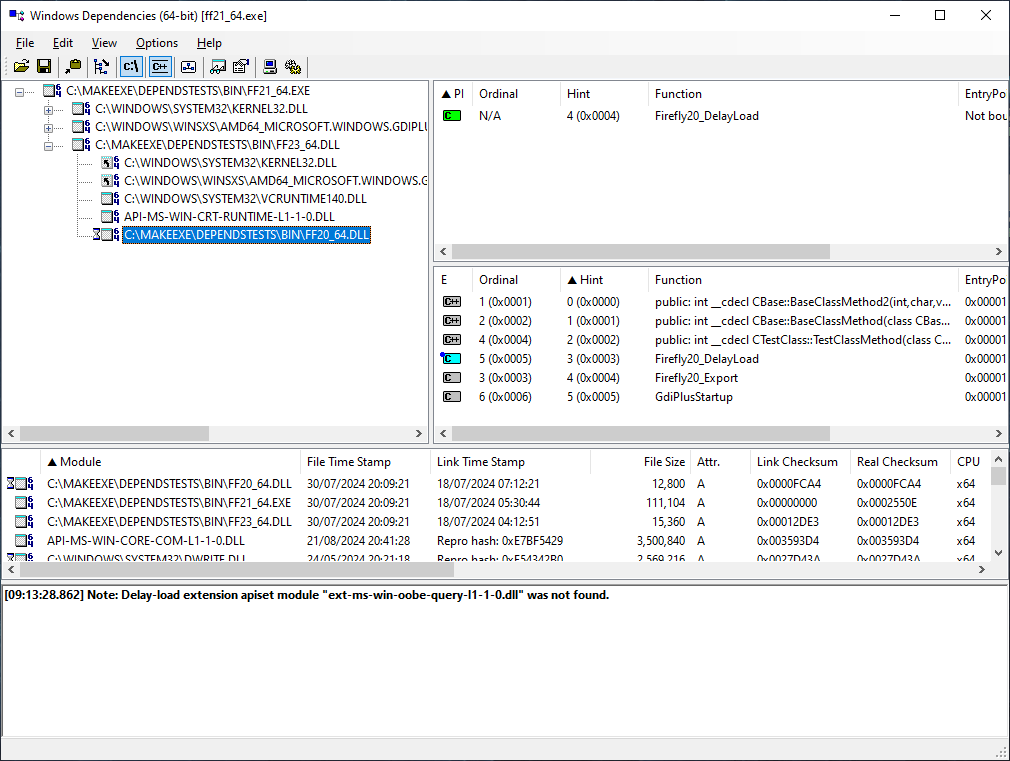 Windows Dependencies (64-bit) [ff21_64.exe]
File Edit View Options Help
C:\ C++
C:\MAKEEXE\DEPENDSTESTS\BIN\FF21_64.EXE
C:\WINDOWS\SYSTEM32\KERNEL32.DLL
C:\WINDOWS\WINSXS\AMD64_MICROSOFT.WINDOWS.GDIPLU
C:\MAKEEXE\DEPENDSTESTS\BIN\FF23_64.DLL
C:\WINDOWS\SYSTEM32\KERNEL32.DLL
C:\WINDOWS\WINSXS\AMD64_MICROSOFT.WINDOWS.G
C:\WINDOWS\SYSTEM32\VCRUNTIME140.DLL
API-MS-WIN-CRT-RUNTIME-L1-1-0.DLL
C:\MAKEEXE\DEPENDSTESTS\BIN\FF20_64.DLL
▲ PI Ordinal Hint Function EntryPo
C N/A 4 (0x0004) Firefly20_DelayLoad Not bou
E Ordinal ▲ Hint Function EntryPo
C++ 1 (0x0001) 0 (0x0000) public: int __cdecl CBase::BaseClassMethod2(int,char,v... 0x00001
C++ 2 (0x0002) 1 (0x0001) public: int __cdecl CBase::BaseClassMethod(class CBas... 0x00001
C++ 4 (0x0004) 2 (0x0002) public: int __cdecl CTestClass::TestClassMethod(class C... 0x00001
C 5 (0x0005) 3 (0x0003) Firefly20_DelayLoad 0x00001
C 3 (0x0003) 4 (0x0004) Firefly20_Export 0x00001
C 6 (0x0006) 5 (0x0005) GdiPlusStartup 0x00001
▲ Module File Time Stamp Link Time Stamp File Size Attr. Link Checksum Real Checksum CPU
C:\MAKEEXE\DEPENDSTESTS\BIN\FF20_64.DLL 30/07/2024 20:09:21 18/07/2024 07:12:21 12,800 A 0x0000FCA4 0x0000FCA4 x64
C:\MAKEEXE\DEPENDSTESTS\BIN\FF21_64.EXE 30/07/2024 20:09:21 18/07/2024 05:30:44 111,104 A 0x00000000 0x0002550E x64
C:\MAKEEXE\DEPENDSTESTS\BIN\FF23_64.DLL 30/07/2024 20:09:21 18/07/2024 04:12:51 15,360 A 0x00012DE3 0x00012DE3 x64
API-MS-WIN-CORE-COM-L1-1-0.DLL 21/08/2024 20:41:28 Repro hash: 0xE7BF5429 3,500,840 A 0x003593D4 0x003593D4 x64
C:\WINDOWS\SYSTEM32\DWRITE.DLL 24/05/2024 20:21:18 Repro hash: 0xF54342B0 2,569,216 A 0x0027D43A 0x0027D43A x64
[09:13:28.862] Note: Delay-load extension apiset module "ext-ms-win-oobe-query-l1-1-0.dll" was not found.